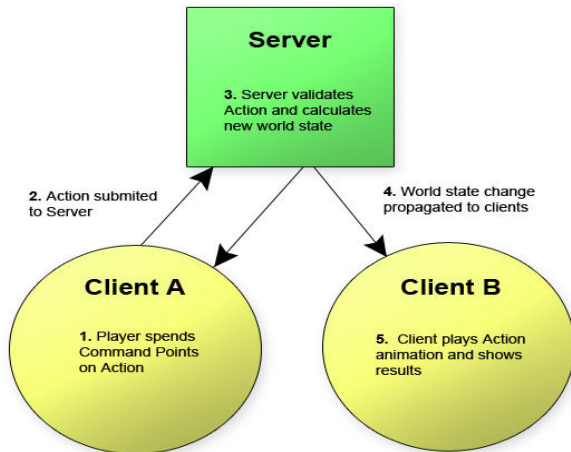 Server
3. Server validates
Action and calculates
new world state
2. Action submited
to Server
4. World state change
propagated to clients
Client A
1. Player spends
Command Points
on Action
Client B
5. Client plays Action
animation and shows
results